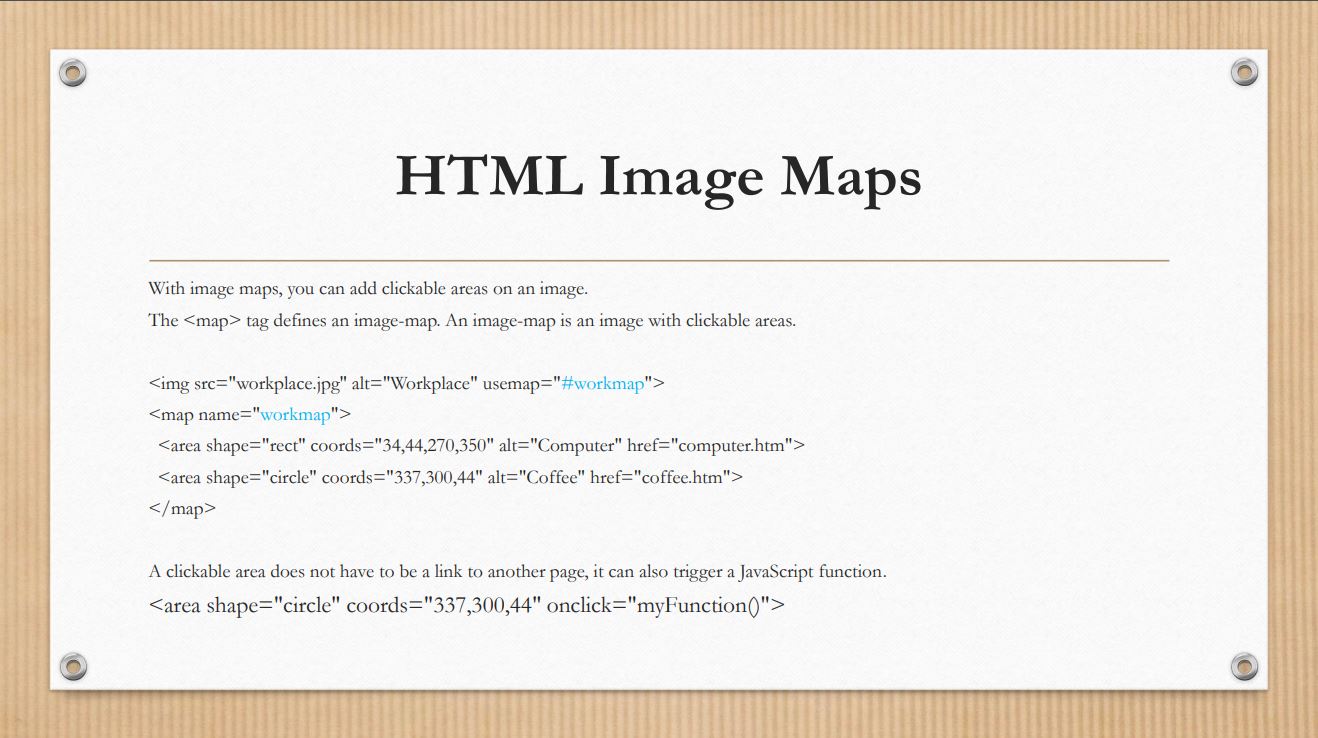 HTML Image Maps
With image maps, you can add clickable areas on an image.
The <map> tag defines an image-map. An image-map is an image with clickable areas.
<img src="workplace.jpg" alt="Workplace" usemap="#workmap">
<map name="workmap">
<area shape="rect" coords="34,44,270,350" alt="Computer" href="computer.htm">
<area shape="circle" coords="337,300,44" alt="Coffee" href="coffee.htm">
</map>
A clickable area does not have to be a link to another page, it can also trigger a JavaScript function.
<area shape="circle" coords="337,300,44" onclick="myFunction()">